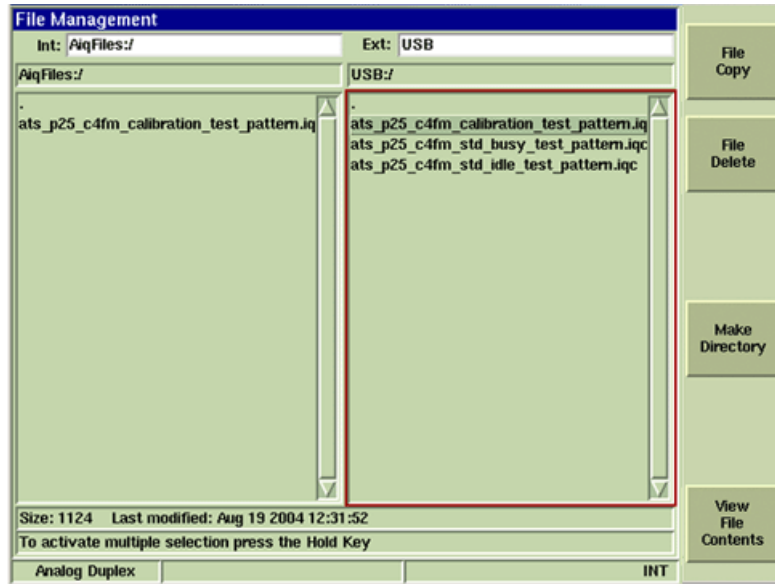 File Management
Int: AiqFiles:/
Ext: USB
AiqFiles:/
USB:/
.
ats_p25_c4fm_calibration_test_pattern.iq
.
ats_p25_c4fm_calibration_test_pattern.iq
ats_p25_c4fm_std_busy_test_pattern.iqc
ats_p25_c4fm_std_idle_test_pattern.iqc
Size: 1124 Last modified: Aug 19 2004 12:31:52
To activate multiple selection press the Hold Key
Analog Duplex
INT
File
Copy
File
Delete
Make
Directory
View
File
Contents